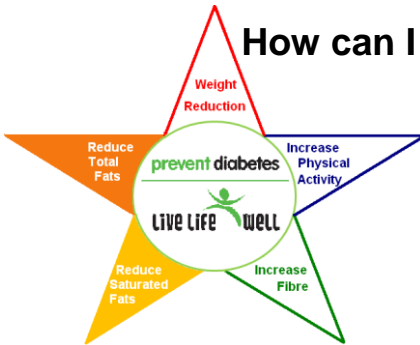 How can I
Weight
Reduction
Reduce
Total
Fats
prevent diabetes
Increase
Physical
Activity
LIVE LIFE WELL
Reduce
Saturated
Fats
Increase
Fibre